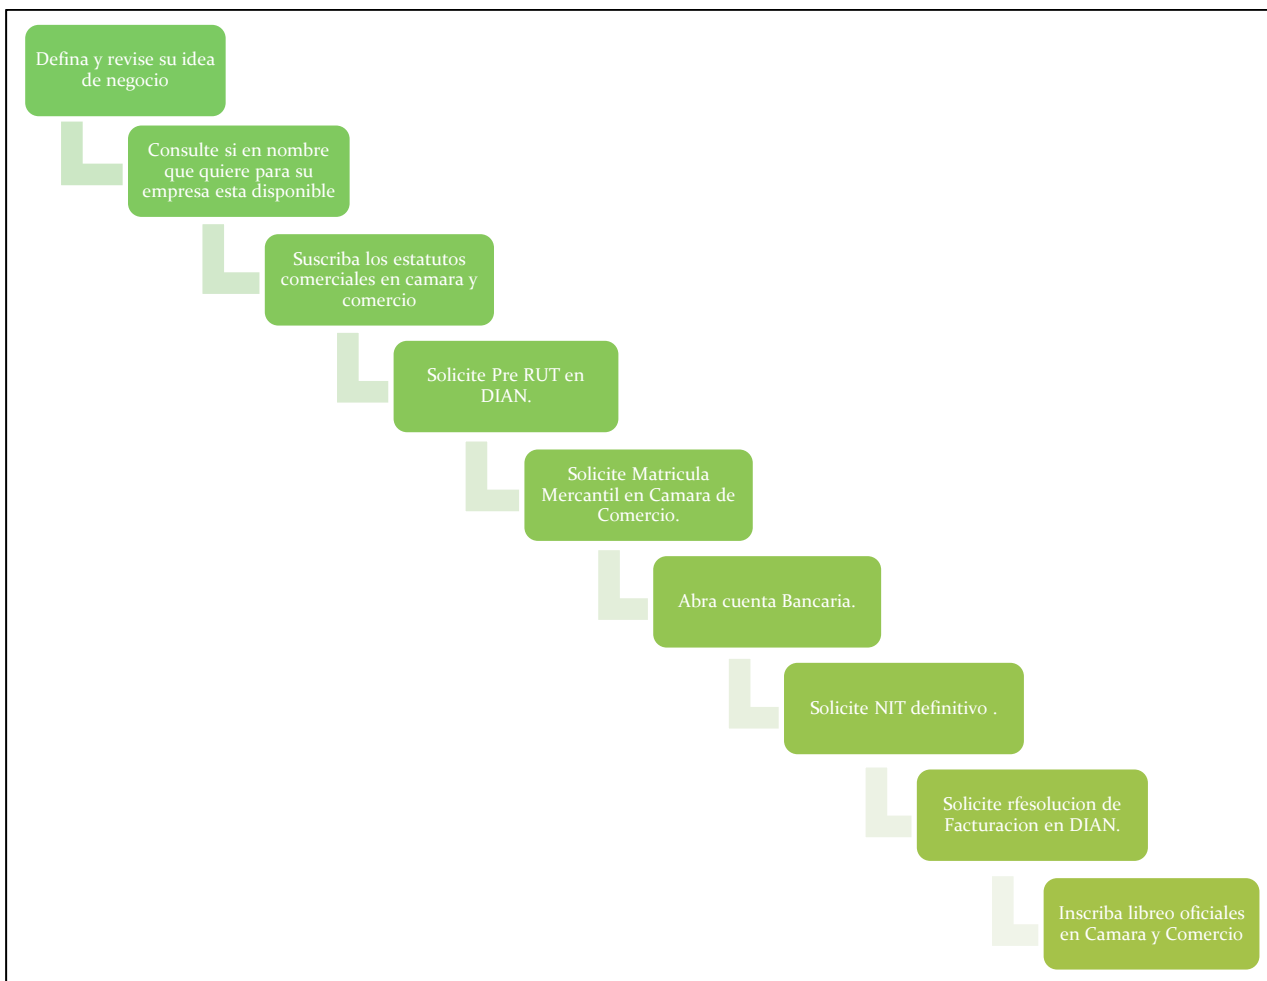 Defina y revise su idea
de negocio
Consulte si en nombre
que quiere para su
empresa esta disponible
Suscriba los estatutos
comerciales en camara y
comercio
Solicite Pre RUT en
DIAN.
Solicite Matricula
Mercantil en Camara de
Comercio.
Abra cuenta Bancaria.
Solicite NIT definitivo .
Solicite rfesolucion de
Facturacion en DIAN.
Inscriba libreo oficiales
en Camara y Comercio